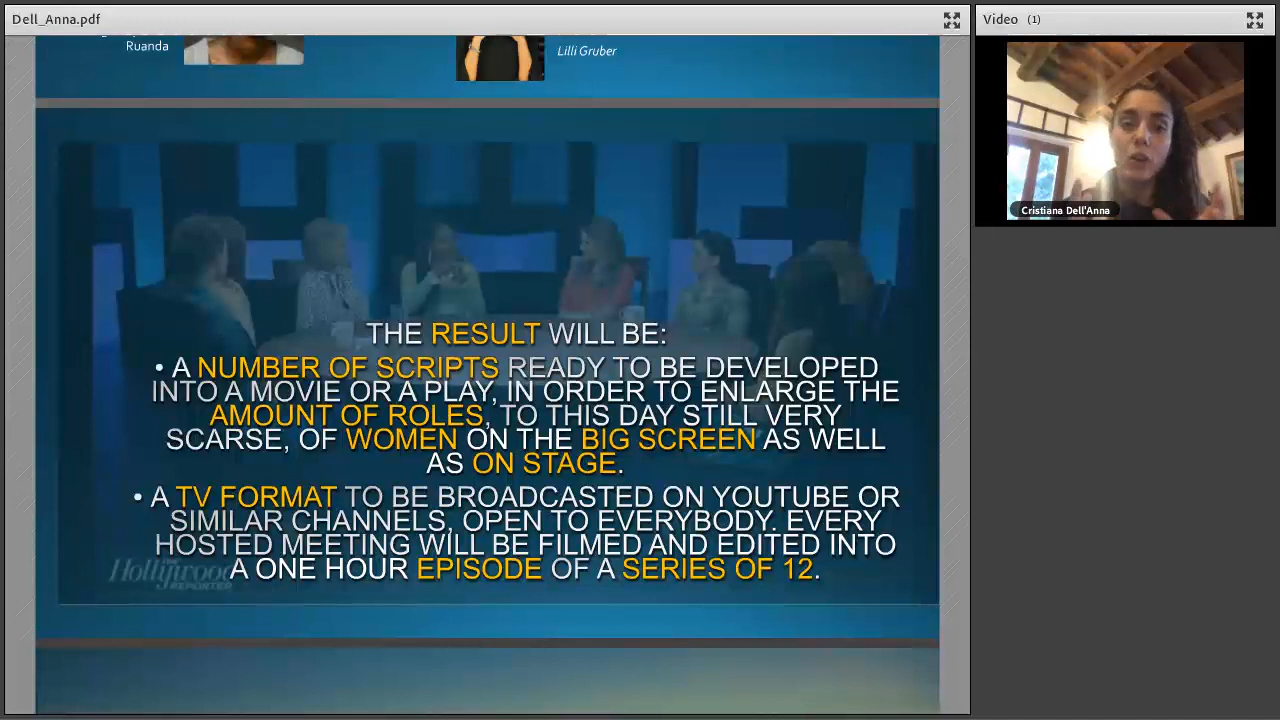 Dell_Anna.pdf
Video (1)
Ruanda
Lilli Gruber
Cristiana Dell'Anna
THE RESULT WILL BE:
• A NUMBER OF SCRIPTS READY TO BE DEVELOPED
INTO A MOVIE OR A PLAY, IN ORDER TO ENLARGE THE
AMOUNT OF ROLES, TO THIS DAY STILL VERY
SCARSE, OF WOMEN ON THE BIG SCREEN AS WELL
AS ON STAGE.
• A TV FORMAT TO BE BROADCASTED ON YOUTUBE OR
SIMILAR CHANNELS, OPEN TO EVERYBODY. EVERY
HOSTED MEETING WILL BE FILMED AND EDITED INTO
A ONE HOUR EPISODE OF A SERIES OF 12.
Hollywood
REPORTER